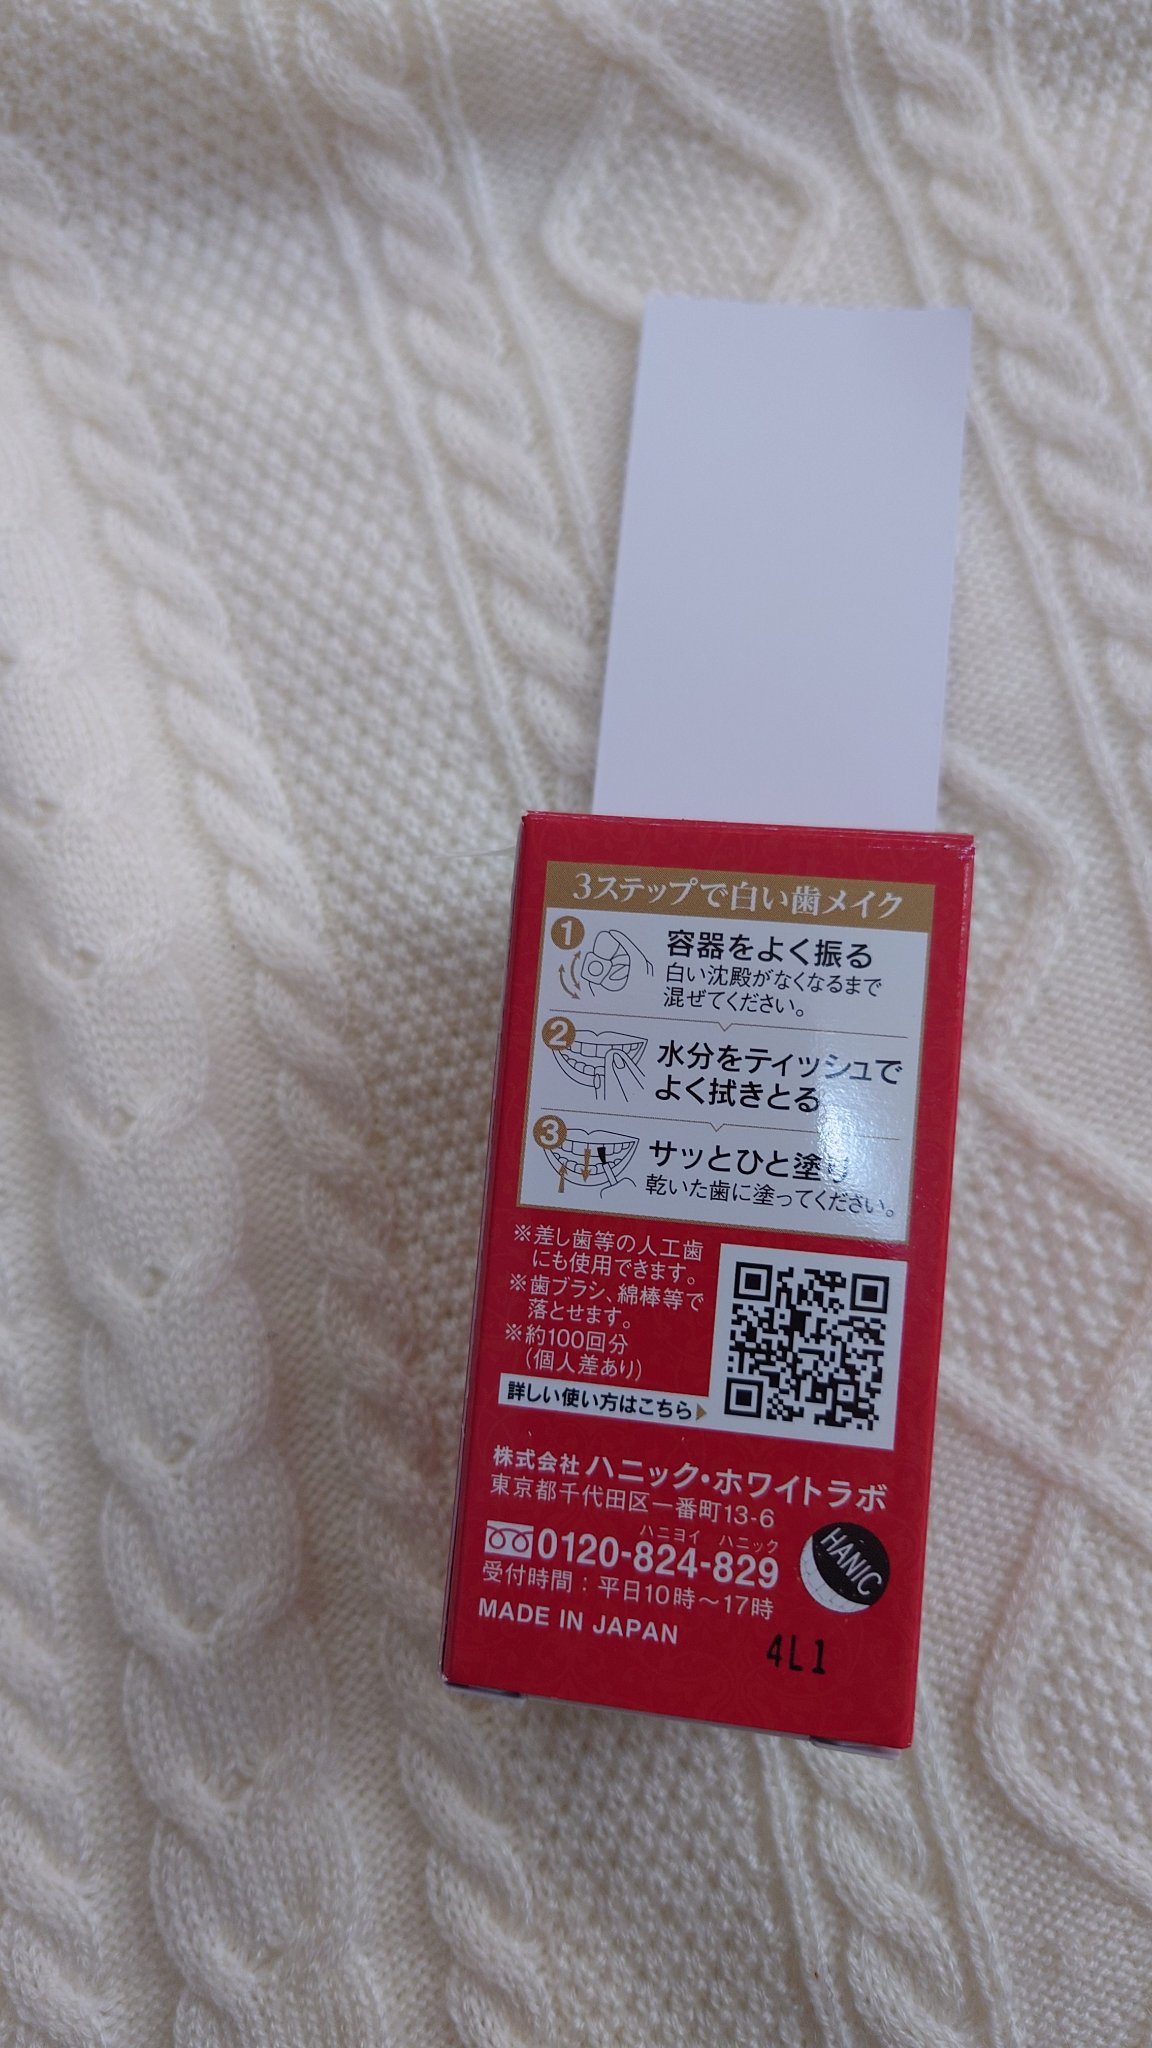 3ステップで白い歯メイク
1
容器をよく振る
白い沈殿がなくなるまで
混ぜてください。
2
水分をティッシュで
よく拭きとる
3
サッとひと塗り
乾いた歯に塗ってください。
※差し歯等の人工歯
にも使用できます。
※歯ブラシ、綿棒等で
落とせます。
※約100回分
(個人差あり)
詳しい使い方はこちら
株式会社 ハニック・ホワイトラボ
東京都千代田区一番町13-6
ハニヨイ ハニック
0120-824-829
HANIC
受付時間：平日10時〜17時
MADE IN JAPAN
4L1